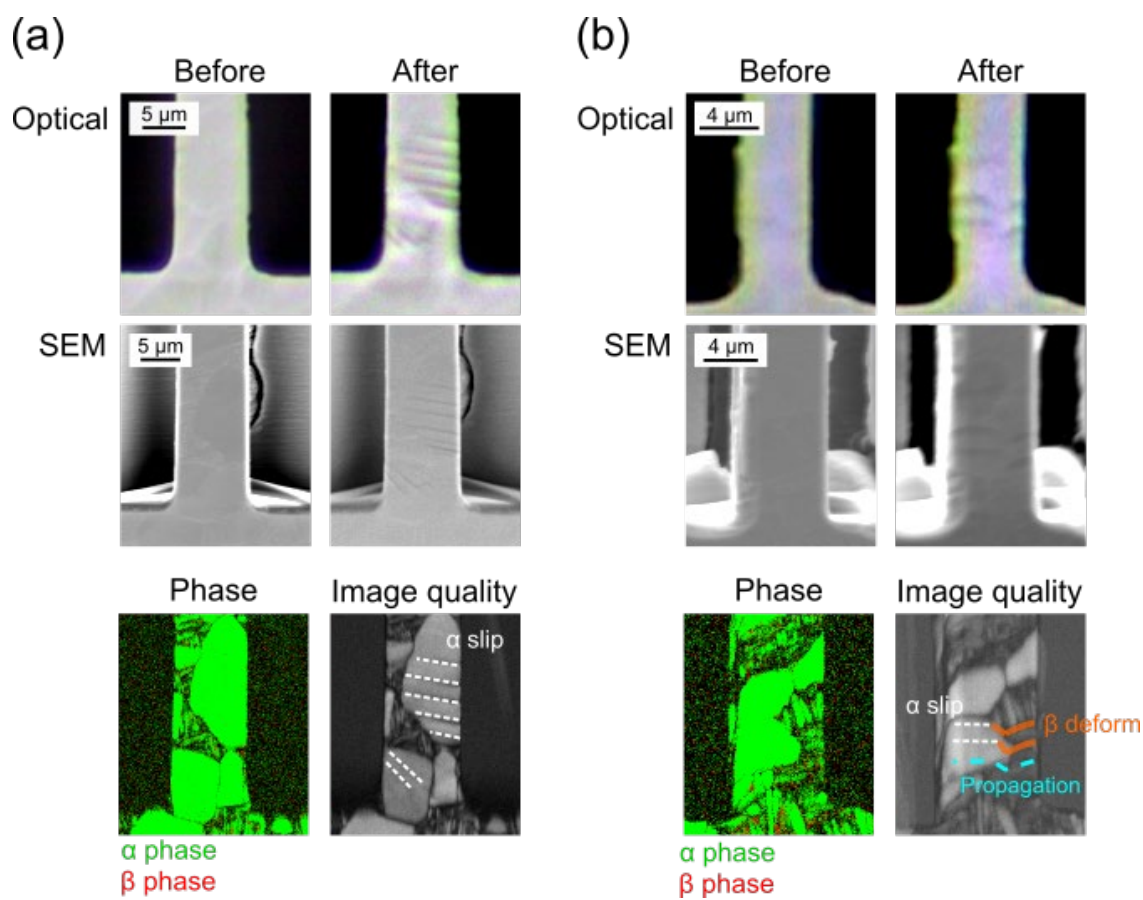 (a)
Before
After
Optical
5 μm
SEM
5 μm
Phase
Image quality
α slip
α phase
β phase
(b)
Before
After
Optical
4 μm
SEM
4 μm
Phase
Image quality
α slip
β deform
Propagation
α phase
β phase